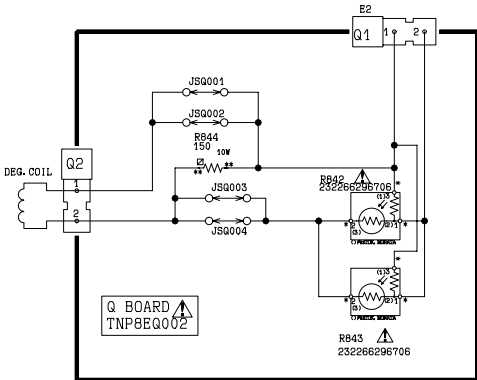 E2
Q1
1
2
JSQ001
JSQ002
R844
150
10W
**
**
DEG.COIL
Q2
1
2
JSQ003
JSQ004
R842
232266296706
*
(1)3
*
2
(3)
(2)1
*
*
(1)3
*
2
(3)
(2)1
*
R843
232266296706
Q BOARD
TNP8EQ002